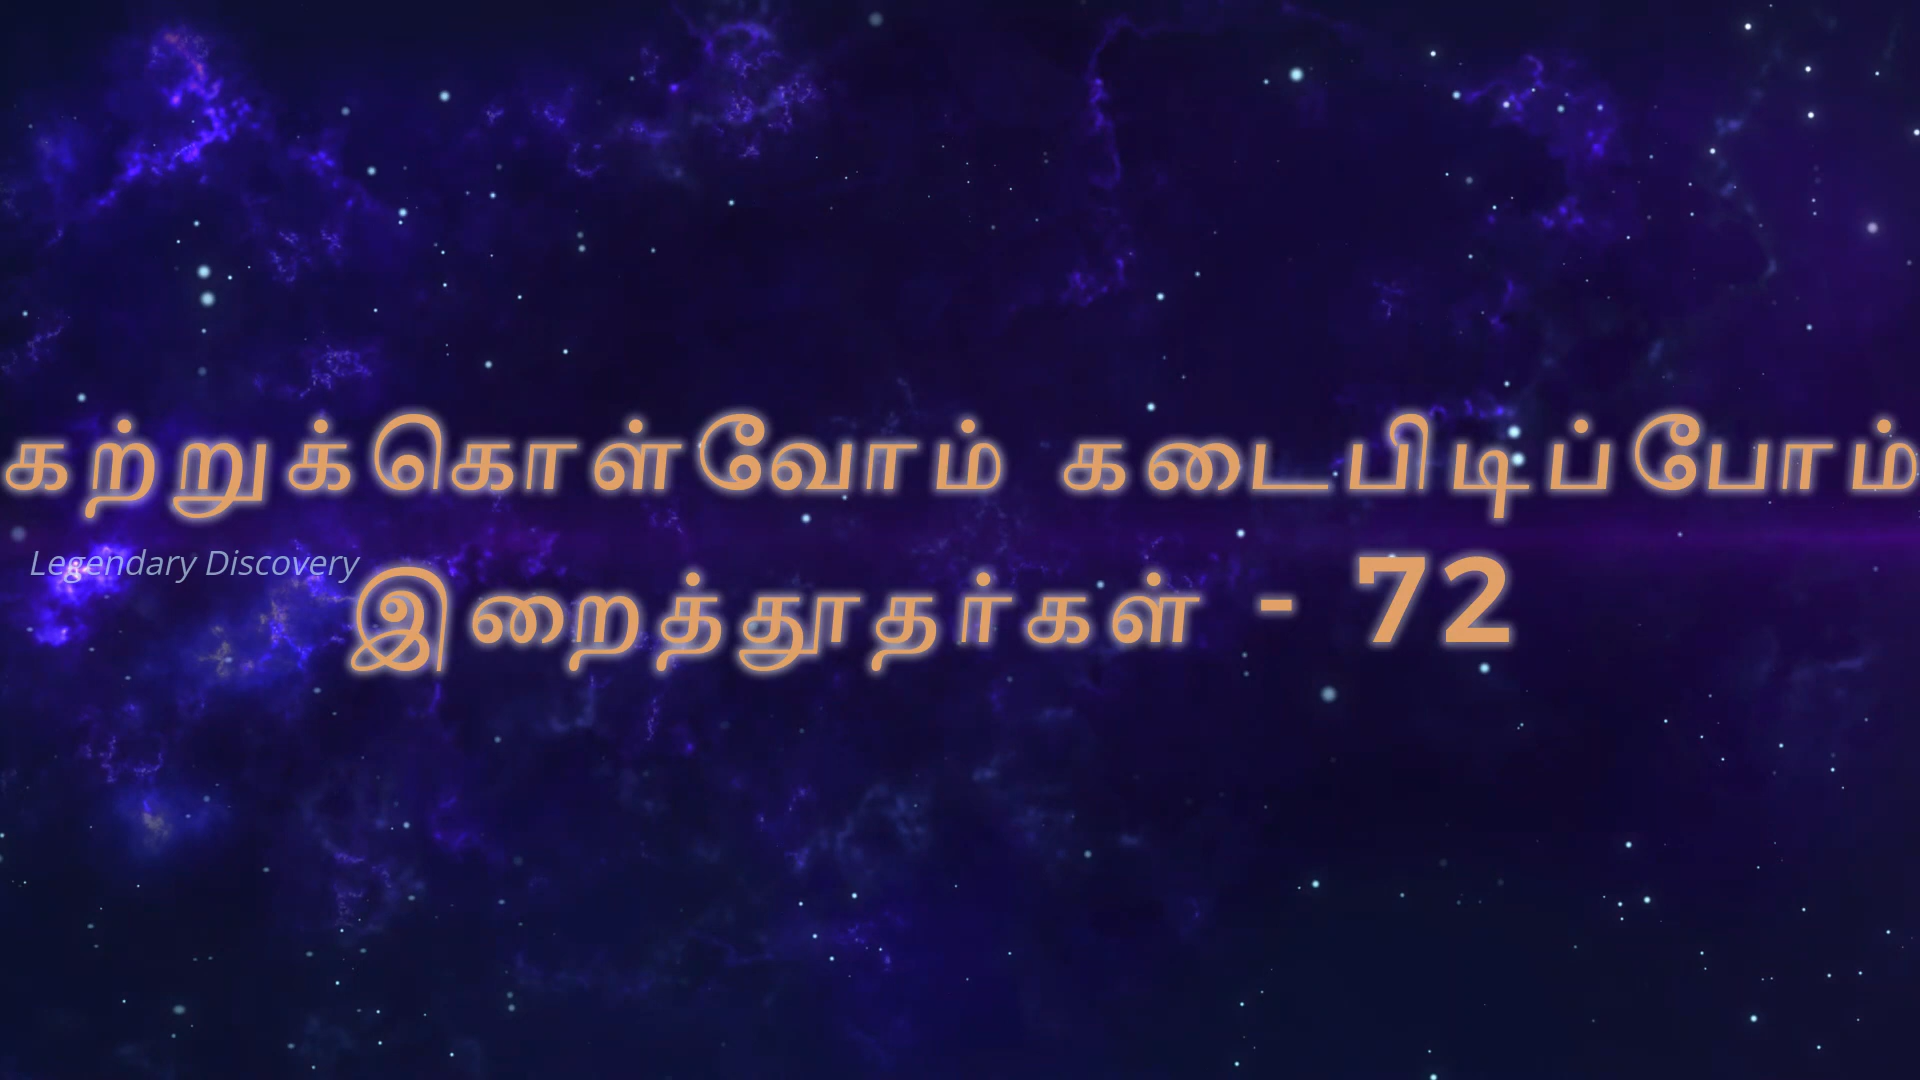 கற்றுக்கொள்வோம் கடைபிடிப்போம்
Legendary Discovery
இறைத்தூதர்கள் - 72